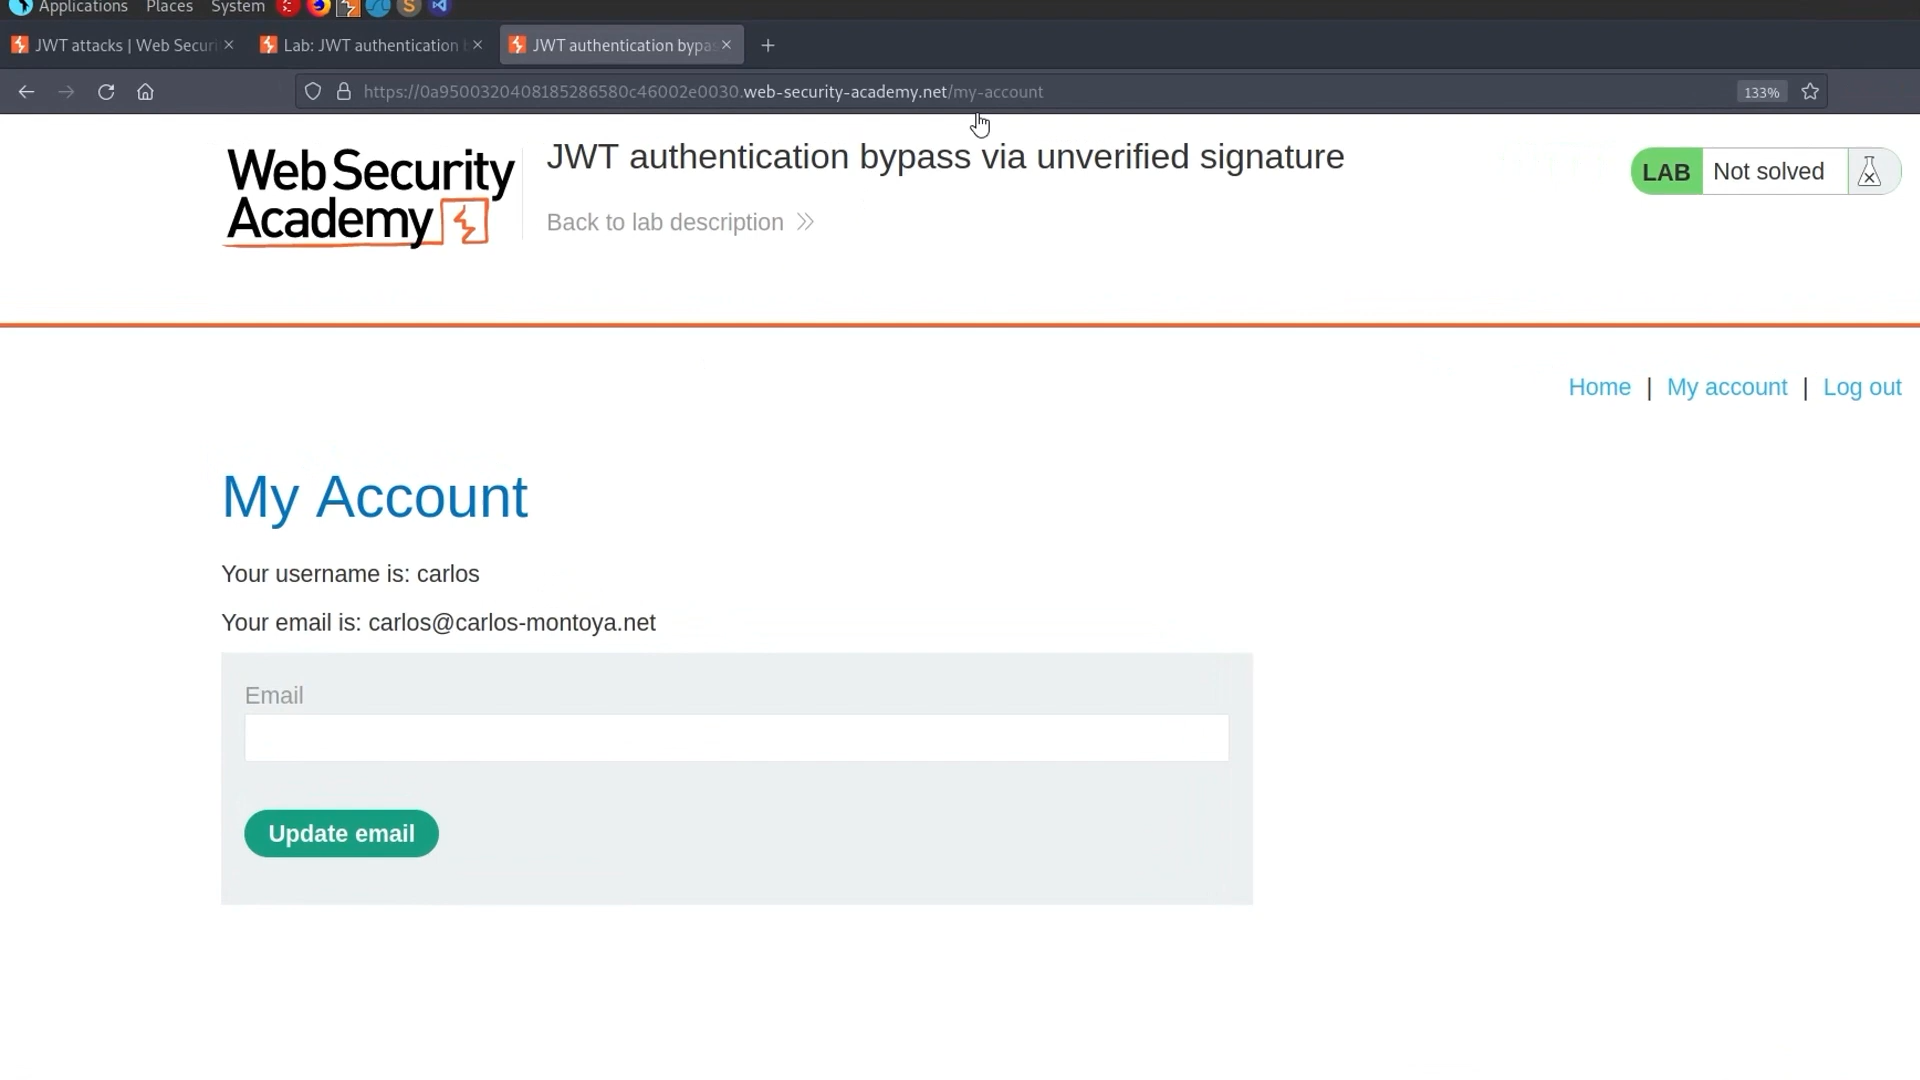 Applications Places System
JWT attacks | Web Securi
Lab: JWT authentication
JWT authentication bypa
https://0a9500320408185286580c46002e0030.web-security-academy.net/my-account
133%
Web Security
Academy
JWT authentication bypass via unverified signature
Back to lab description
LAB Not solved
Home | My account | Log out
My Account
Your username is: carlos
Your email is: carlos@carlos-montoya.net
Email
Update email